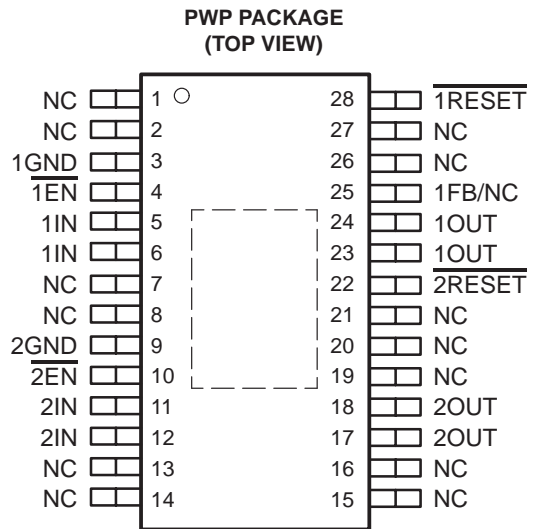 PWP PACKAGE
(TOP VIEW)
NC 1 28 1RESET
NC 2 27 NC
1GND 3 26 NC
1EN 4 25 1FB/NC
1IN 5 24 1OUT
1IN 6 23 1OUT
NC 7 22 2RESET
NC 8 21 NC
2GND 9 20 NC
2EN 10 19 NC
2IN 11 18 2OUT
2IN 12 17 2OUT
NC 13 16 NC
NC 14 15 NC